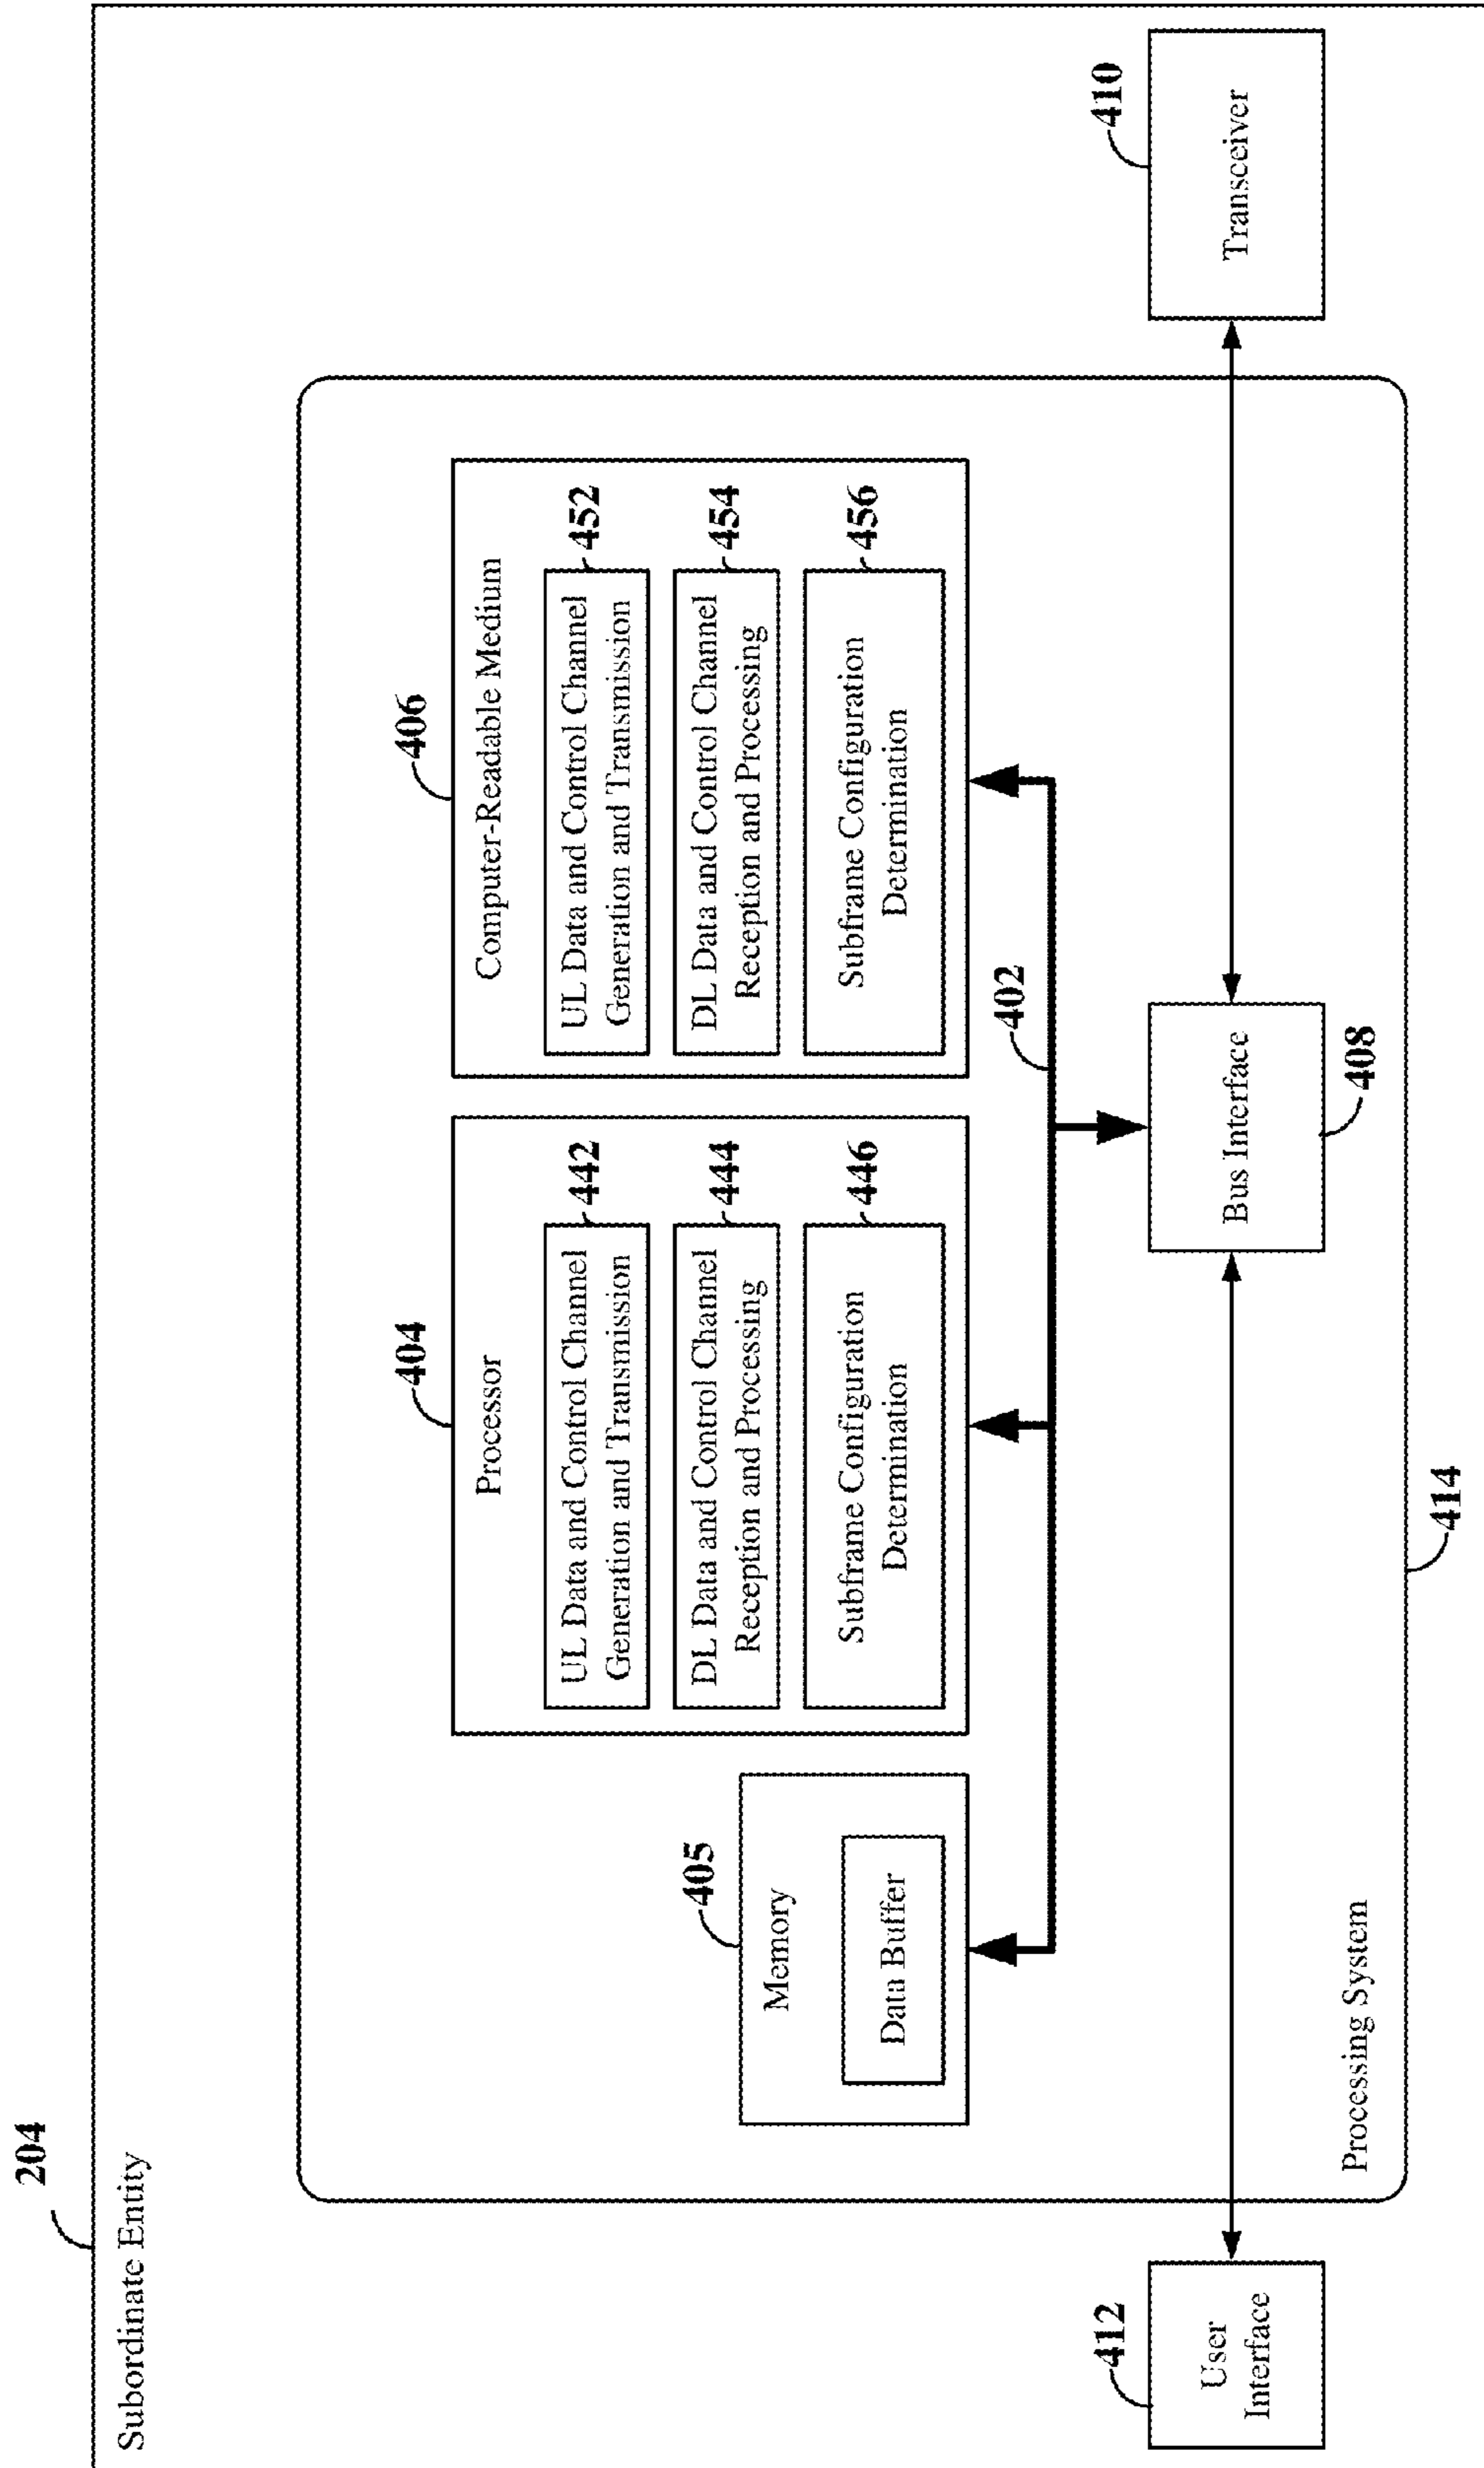 204
Subordinate Entity
405
Memory
Data Buffer
404
Processor
UL Data and Control Channel
Generation and Transmission
442
DL Data and Control Channel
Reception and Processing
444
Subframe Configuration
Determination
446
406
Computer-Readable Medium
UL Data and Control Channel
Generation and Transmission
452
DL Data and Control Channel
Reception and Processing
454
Subframe Configuration
Determination
456
402
412
User
Interface
Bus Interface
408
410
Transceiver
Processing System
414